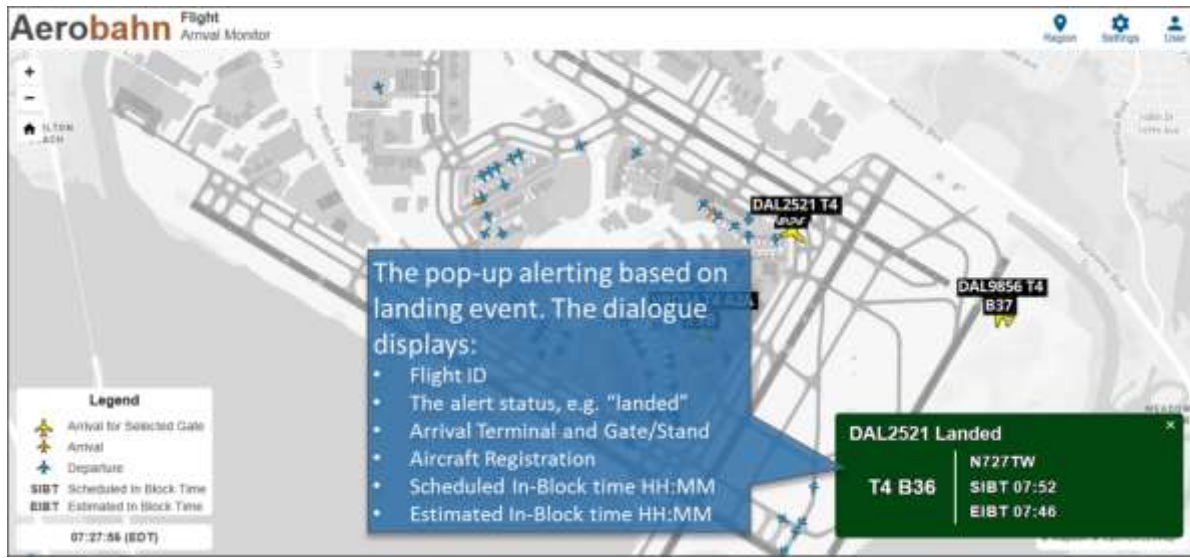 Aerobahn Flight
Arrival Monitor
Region
Settings
User
+
−
DAL2521 T4
DAL9856 T4
B37
The pop-up alerting based on
landing event. The dialogue
displays:
• Flight ID
• The alert status, e.g. “landed”
• Arrival Terminal and Gate/Stand
• Aircraft Registration
• Scheduled In-Block time HH:MM
• Estimated In-Block time HH:MM
Legend
Arrival for Selected Gate
Arrival
Departure
SIBT Scheduled In Block Time
EIBT Estimated In Block Time
07:27:56 (EDT)
DAL2521 Landed
×
T4 B36
N727TW
SIBT 07:52
EIBT 07:46